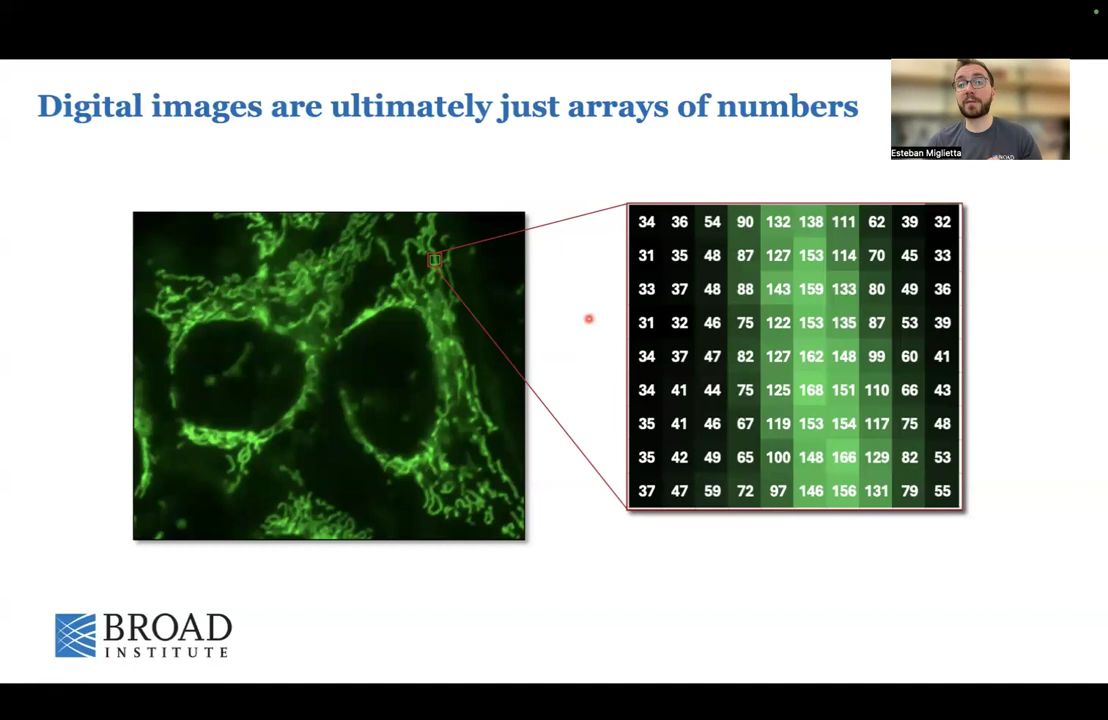 Digital images are ultimately just arrays of numbers
BROAD
Esteban Miglietta
34 36 54 90 132 138 111 62 39 32
31 35 48 87 127 153 114 70 45 33
33 37 48 88 143 159 133 80 49 36
31 32 46 75 122 153 135 87 53 39
34 37 47 82 127 162 148 99 60 41
34 41 44 75 125 168 151 110 66 43
35 41 46 67 119 153 154 117 75 48
35 42 49 65 100 148 166 129 82 53
37 47 59 72 97 146 156 131 79 55
BROAD
INSTITUTE